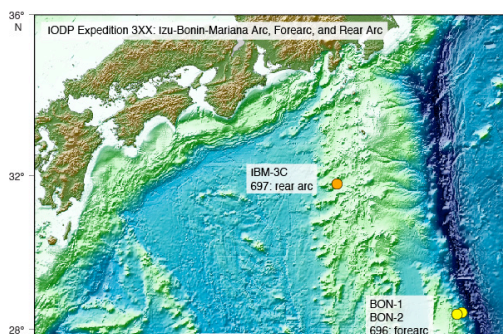 36°
N
IODP Expedition 3XX: Izu-Bonin-Mariana Arc, Forearc, and Rear Arc
32°
IBM-3C
697: rear arc
BON-1
BON-2
696: forearc
28°